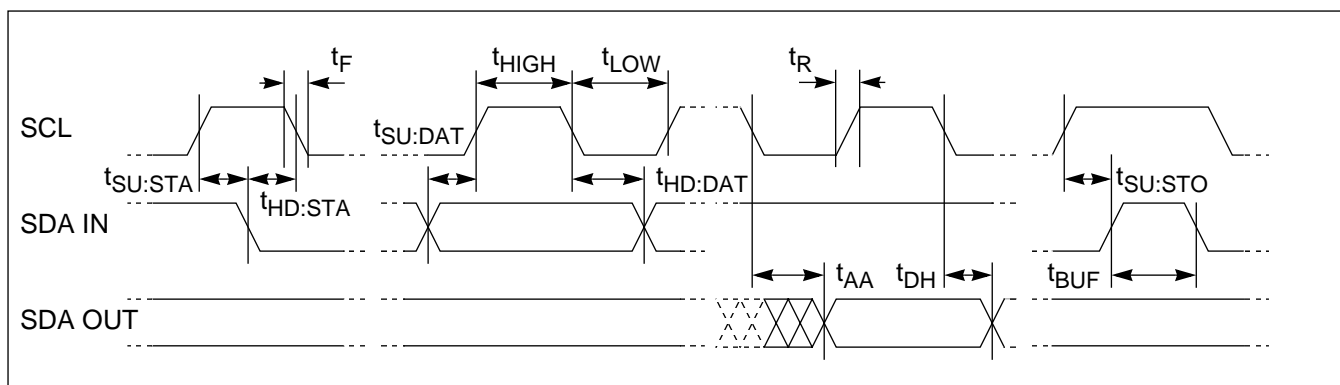 tF
tHIGH
tLOW
tR
SCL
tSU:DAT
tSU:STA
tHD:STA
tHD:DAT
tSU:STO
SDA IN
tAA
tDH
tBUF
SDA OUT